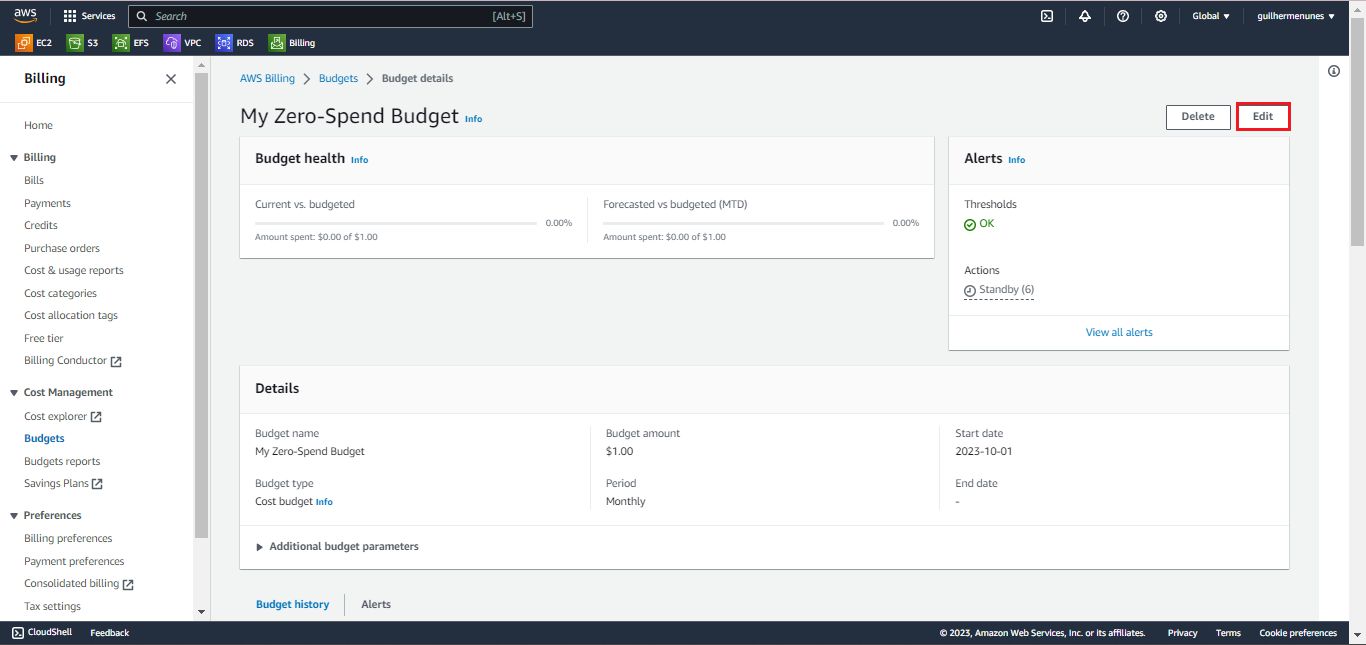 aws Services Search [Alt+S] Global guilhermenunes
EC2 S3 EFS VPC RDS Billing
Billing
Home
Billing
Bills
Payments
Credits
Purchase orders
Cost & usage reports
Cost categories
Cost allocation tags
Free tier
Billing Conductor
Cost Management
Cost explorer
Budgets
Budgets reports
Savings Plans
Preferences
Billing preferences
Payment preferences
Consolidated billing
Tax settings
AWS Billing Budgets Budget details
My Zero-Spend Budget Info
Delete Edit
Budget health Info
Current vs. budgeted
0.00%
Amount spent: $0.00 of $1.00
Forecasted vs budgeted (MTD)
0.00%
Amount spent: $0.00 of $1.00
Alerts Info
Thresholds
OK
Actions
Standby (6)
View all alerts
Details
Budget name
My Zero-Spend Budget
Budget type
Cost budget Info
Budget amount
$1.00
Period
Monthly
Start date
2023-10-01
End date
-
Additional budget parameters
Budget history Alerts
CloudShell Feedback © 2023, Amazon Web Services, Inc. or its affiliates. Privacy Terms Cookie preferences